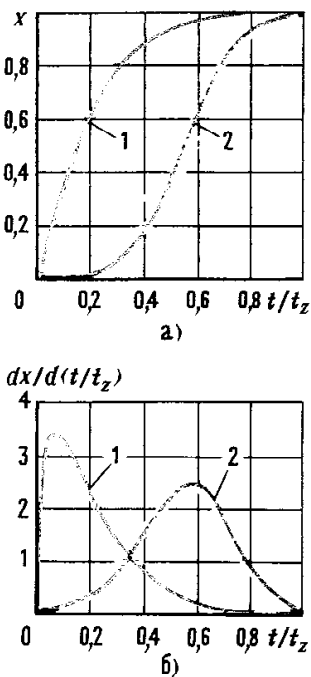 x
0,8
0,6
0,4
0,2
1
2
0 0,2 0,4 0,6 0,8 t/t_z
а)
dx/d(t/t_z)
4
3
2
1
1
2
0 0,2 0,4 0,6 0,8 t/t_z
б)